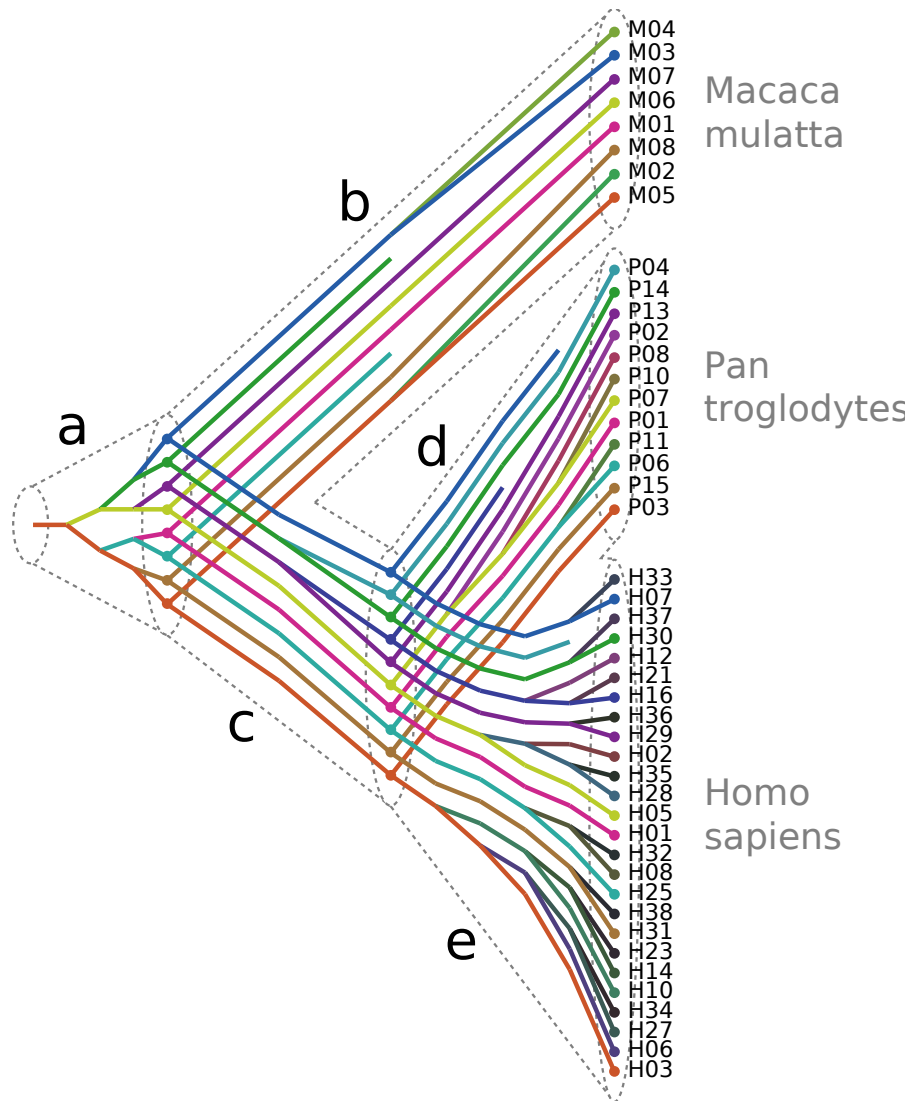 M04
M03
M07
M06
M01
M08
M02
M05
Macaca
mulatta
b
a
P04
P14
P13
P02
P08
P10
P07
P01
P11
P06
P15
P03
Pan
troglodytes
d
c
H33
H07
H37
H30
H12
H21
H16
H36
H29
H02
H35
H28
H05
H01
H32
H08
H25
H38
H31
H23
H14
H10
H34
H27
H06
H03
Homo
sapiens
e